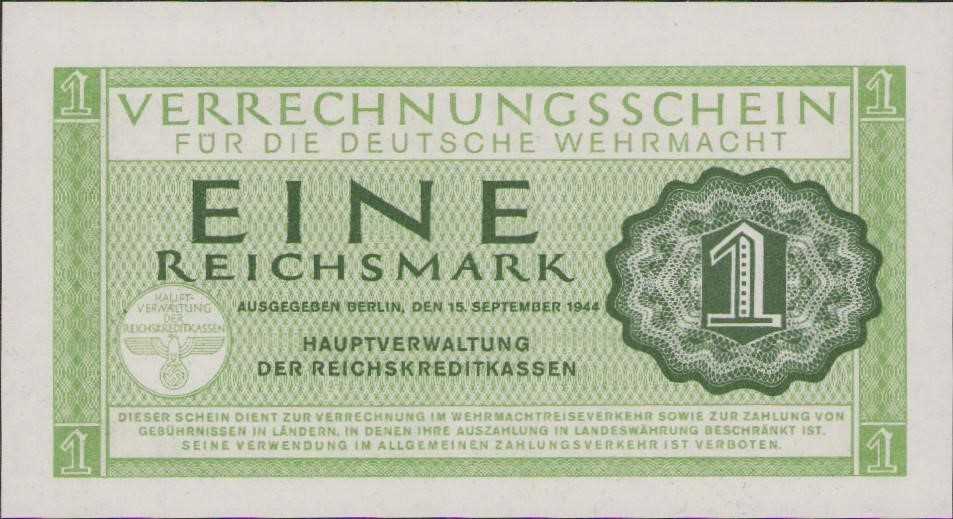 1
1
VERRECHNUNGSSCHEIN
FÜR DIE DEUTSCHE WEHRMACHT
EINE
REICHSMARK
1
AUSGEGEBEN BERLIN, DEN 15. SEPTEMBER 1944
HAUPTVERWALTUNG
DER REICHSKREDITKASSEN
HAUPT-
VERWALTUNG
DER
REICHSKREDITKASSEN
DIESER SCHEIN DIENT ZUR VERRECHNUNG IM WEHRMACHTREISEVERKEHR SOWIE ZUR ZAHLUNG VON
GEBÜHRNISSEN IN LÄNDERN, IN DENEN IHRE AUSZAHLUNG IN LANDESWÄHRUNG BESCHRÄNKT IST.
SEINE VERWENDUNG IM ALLGEMEINEN ZAHLUNGSVERKEHR IST VERBOTEN.
1
1